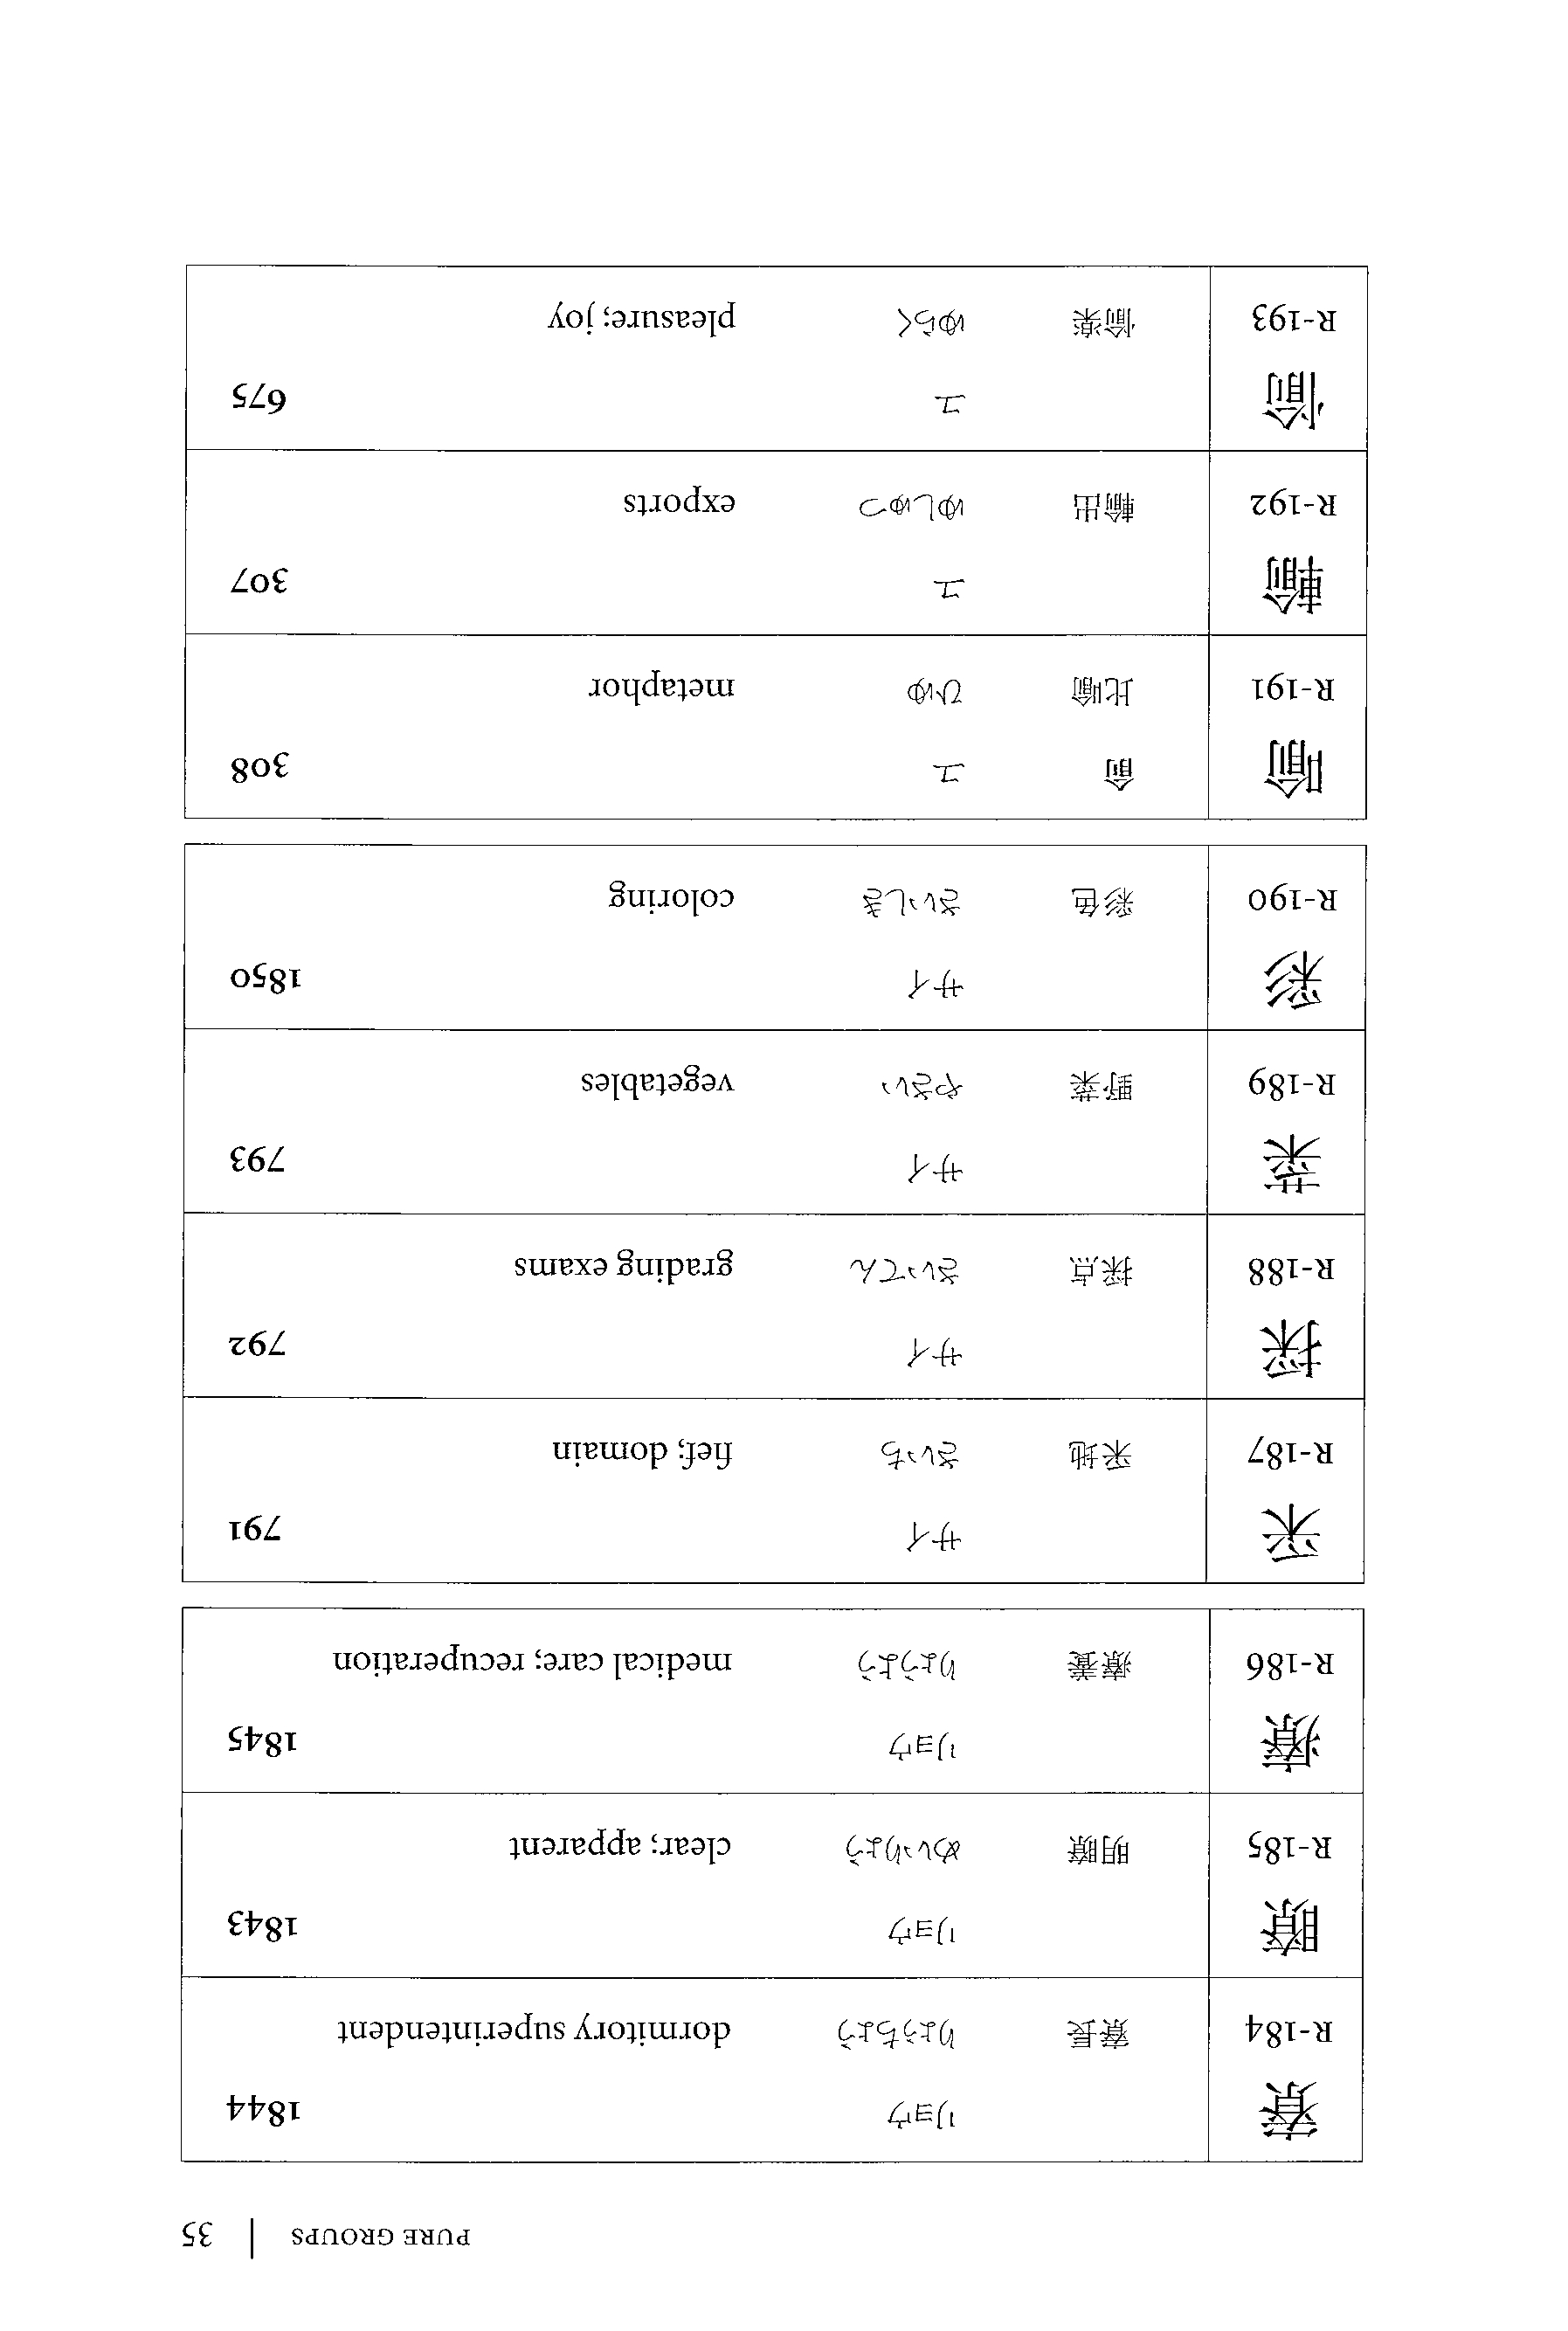 PURE GROUPS | 35
寮 リョウ 1844
R-184 寮長 りょうちょう dormitory superintendent
瞭 リョウ 1843
R-185 明瞭 めいりょう clear; apparent
療 リョウ 1845
R-186 療養 りょうよう medical care; recuperation
采 サイ 791
R-187 采地 さいち fief; domain
採 サイ 792
R-188 採点 さいてん grading exams
菜 サイ 793
R-189 野菜 やさい vegetables
彩 サイ 1850
R-190 彩色 さいしき coloring
喩 兪 ユ 308
R-191 比喩 ひゆ metaphor
輸 ユ 307
R-192 輸出 ゆしゅつ exports
愉 ユ 675
R-193 愉楽 ゆらく pleasure; joy